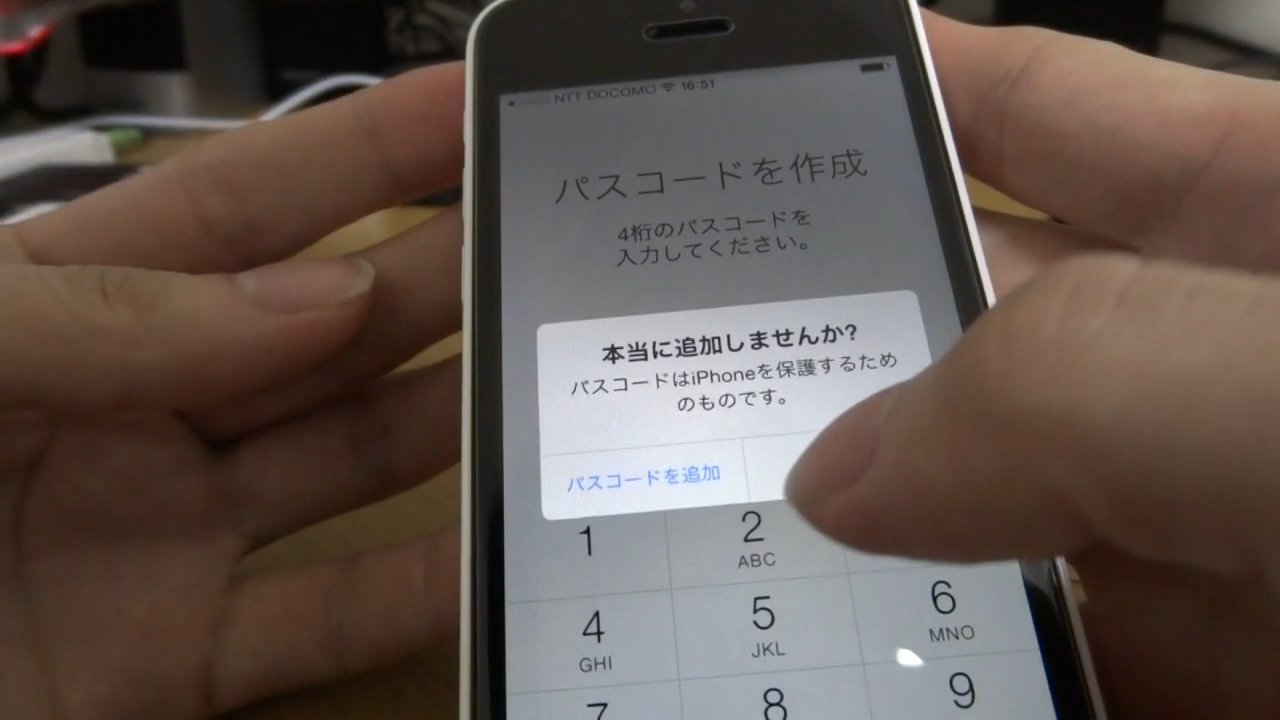 NTT DOCOMO 16:51
パスコードを作成
4桁のパスコードを
入力してください。
本当に追加しませんか?
パスコードはiPhoneを保護するため
のものです。
パスコードを追加
1 2
ABC
4 5 6
GHI JKL MNO
7 8 9